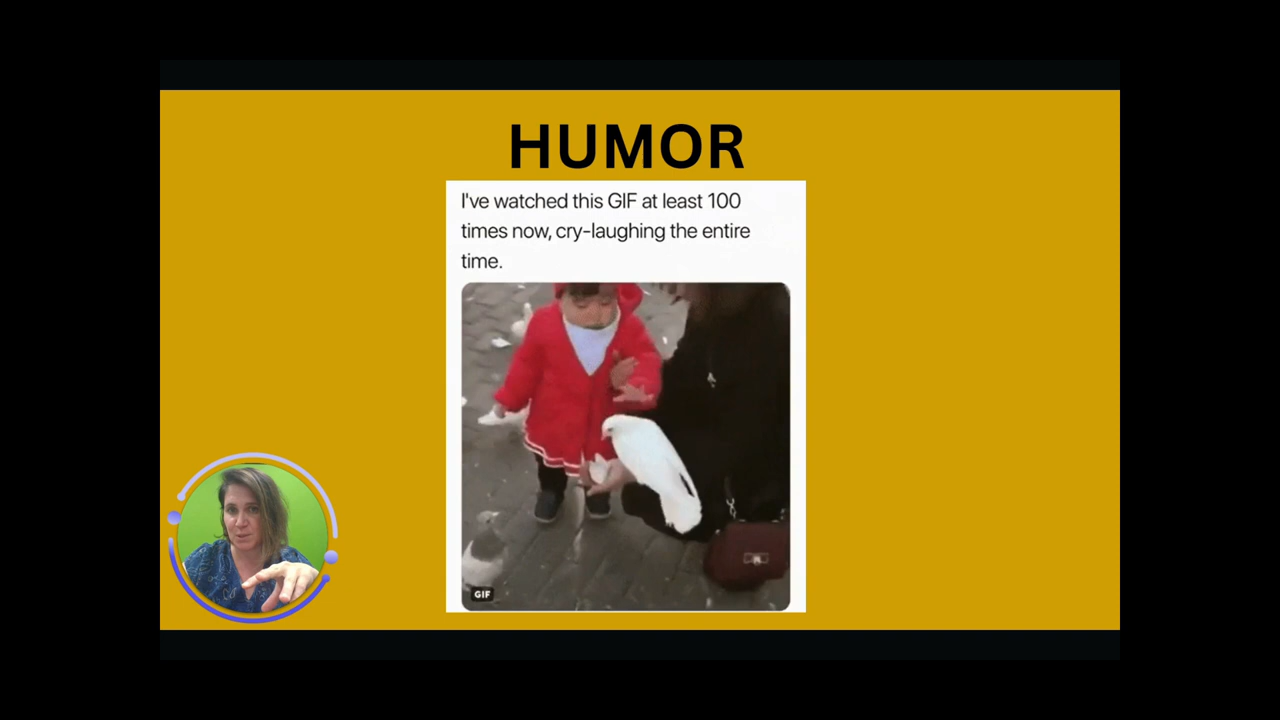 HUMOR
I've watched this GIF at least 100
times now, cry-laughing the entire
time.
GIF